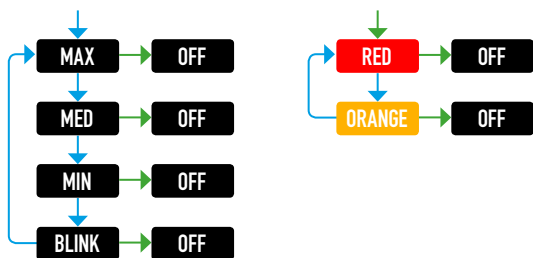 MAX OFF
MED OFF
MIN OFF
BLINK OFF
RED OFF
ORANGE OFF